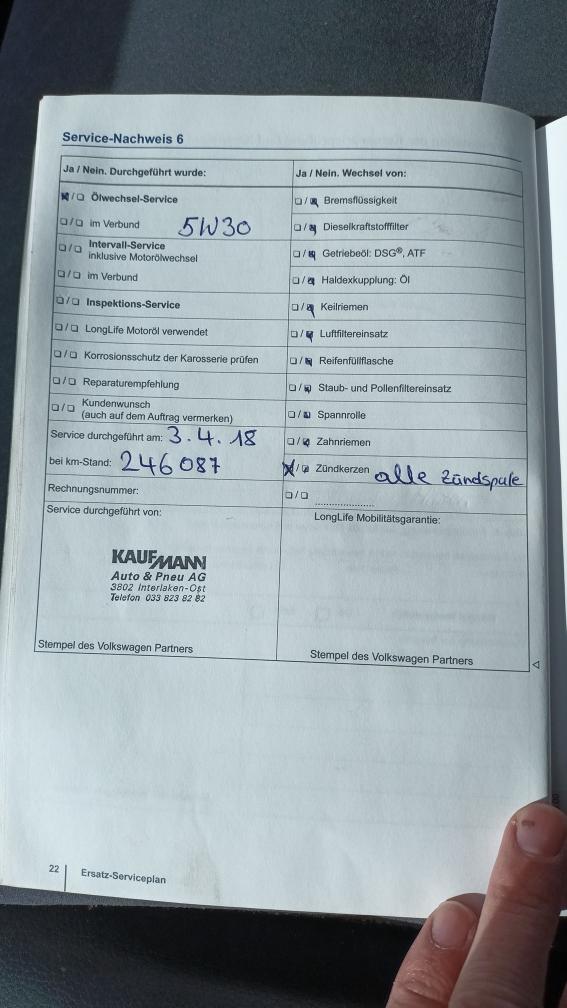 Service-Nachweis 6
Ja / Nein. Durchgeführt wurde:
Ölwechsel-Service
im Verbund 5W30
Intervall-Service
inklusive Motorölwechsel
im Verbund
Inspektions-Service
LongLife Motoröl verwendet
Korrosionsschutz der Karosserie prüfen
Reparaturempfehlung
Kundenwunsch
(auch auf dem Auftrag vermerken)
Service durchgeführt am: 3.4.18
bei km-Stand: 246087
Rechnungsnummer:
Service durchgeführt von:
KAUFMANN
Auto & Pneu AG
3802 Interlaken-Ost
Telefon 033 823 82 82
Stempel des Volkswagen Partners
Ja / Nein. Wechsel von:
Bremsflüssigkeit
Dieselkraftstofffilter
Getriebeöl: DSG®, ATF
Haldexkupplung: Öl
Keilriemen
Luftfiltereinsatz
Reifenfüllflasche
Staub- und Pollenfiltereinsatz
Spannrolle
Zahnriemen
Zündkerzen alle Zündspule
LongLife Mobilitätsgarantie:
Stempel des Volkswagen Partners
22 Ersatz-Serviceplan